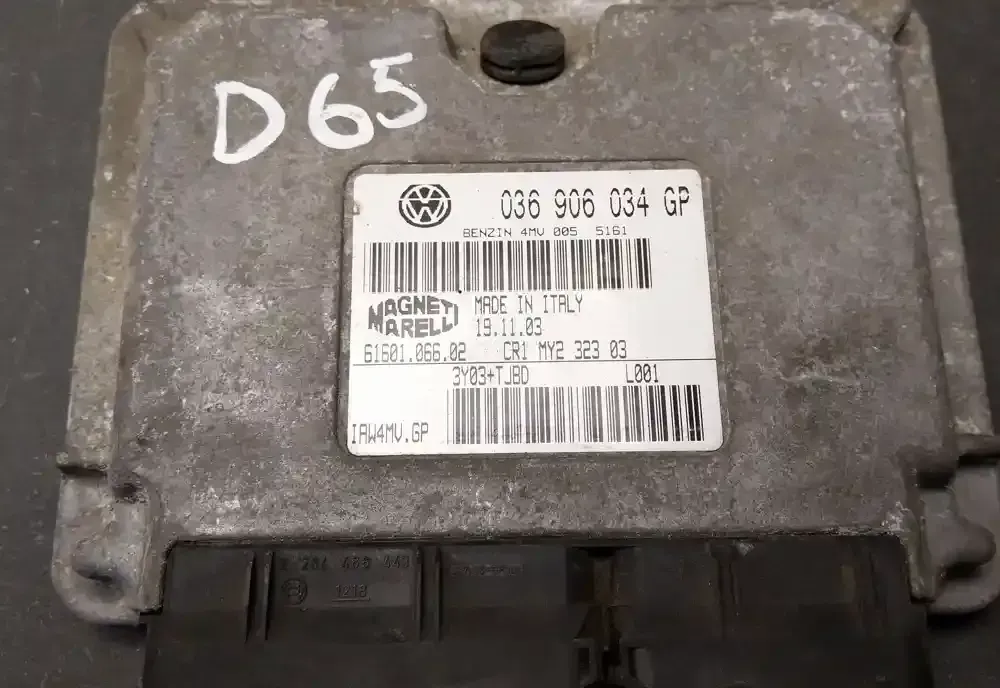 D65
036 906 034 GP
BENZIN 4MV 005 5161
MAGNETI MARELLI
MADE IN ITALY
19.11.03
61601.066.02 CR1 MY2 323 03
3Y03+TJBD L001
IAW4MV.GP
1218